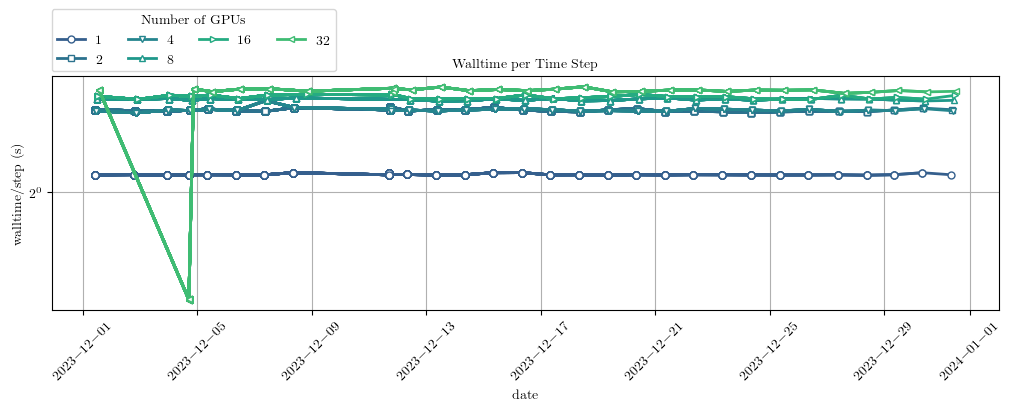 Number of GPUs
1 4 16 32
2 8
Walltime per Time Step
walltime/step (s)
2⁰
2023−12−01 2023−12−05 2023−12−09 2023−12−13 2023−12−17 2023−12−21 2023−12−25 2023−12−29 2024−01−01
date